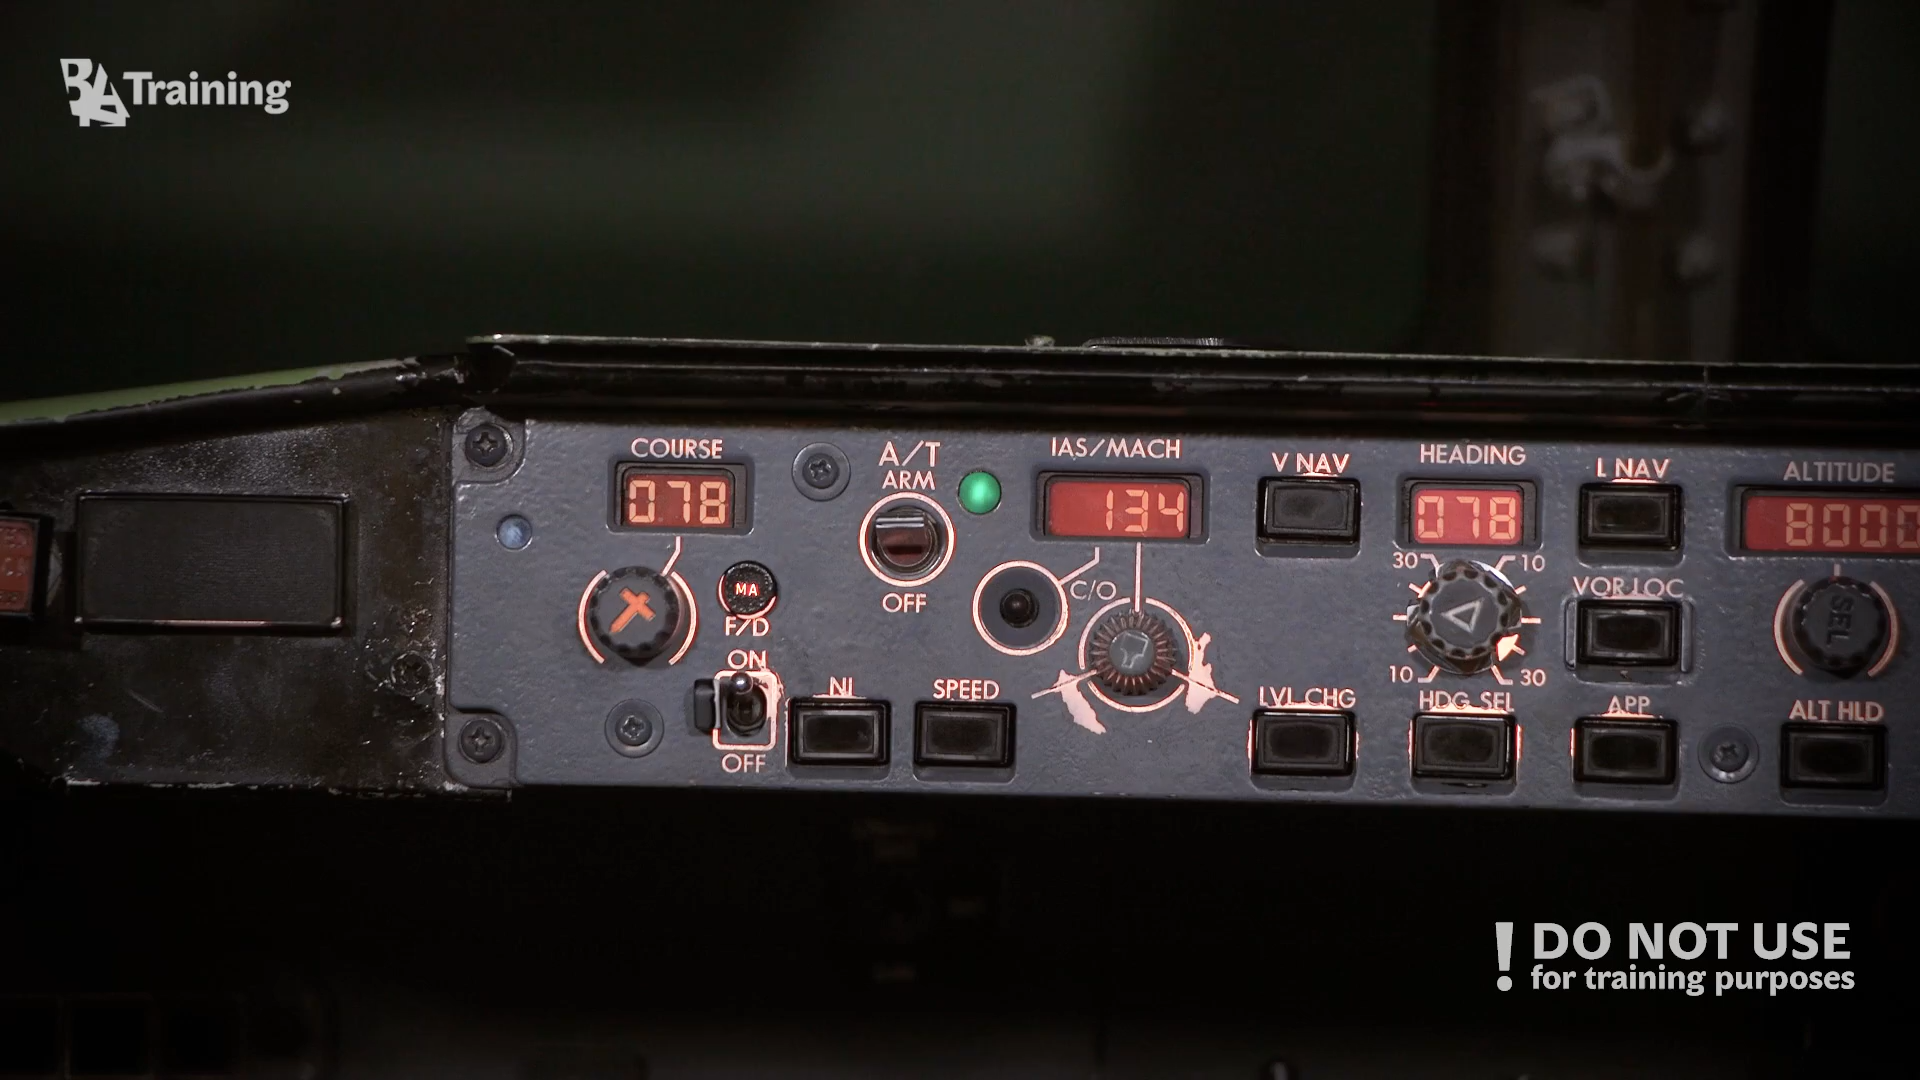 BAA Training
COURSE
078
A/T
ARM
OFF
IAS/MACH
134
V NAV
HEADING
078
L NAV
ALTITUDE
8000
MA
F/D
ON
OFF
C/O
30
10
10
30
VOR LOC
SEL
N1
SPEED
LVL CHG
HDG SEL
APP
ALT HLD
! DO NOT USE
for training purposes